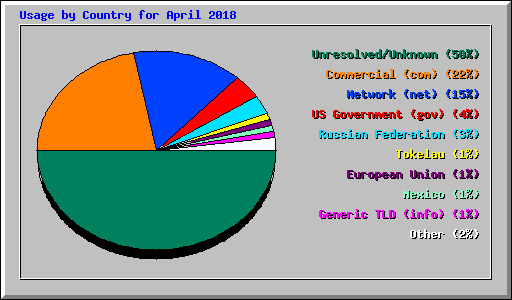 Usage by Country for April 2018
Unresolved/Unknown (50%)
Commercial (com) (22%)
Network (net) (15%)
US Government (gov) (4%)
Russian Federation (3%)
Tokelau (1%)
European Union (1%)
Mexico (1%)
Generic TLD (info) (1%)
Other (2%)